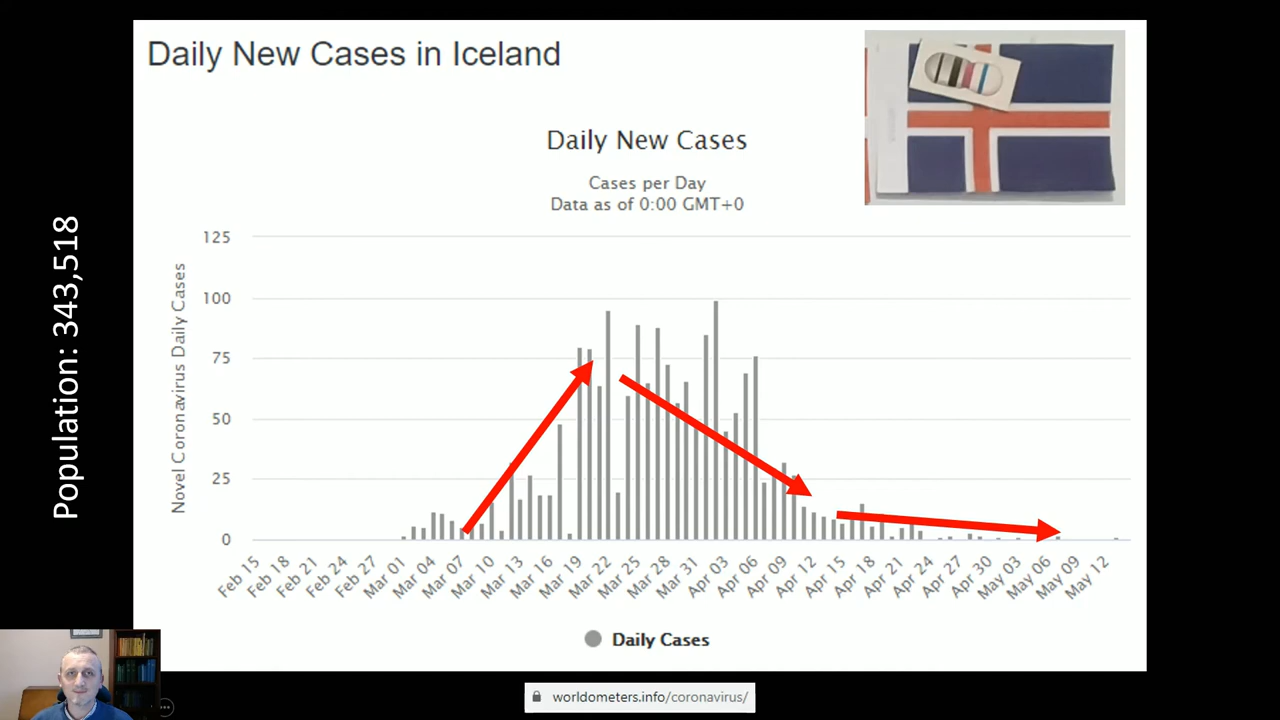 Daily New Cases in Iceland
Daily New Cases
Cases per Day
Data as of 0:00 GMT+0
Population: 343,518
Novel Coronavirus Daily Cases
125
100
75
50
25
0
Feb 15
Feb 18
Feb 21
Feb 24
Feb 27
Mar 01
Mar 04
Mar 07
Mar 10
Mar 13
Mar 16
Mar 19
Mar 22
Mar 25
Mar 28
Mar 31
Apr 03
Apr 06
Apr 09
Apr 12
Apr 15
Apr 18
Apr 21
Apr 24
Apr 27
Apr 30
May 03
May 06
May 09
May 12
Daily Cases
worldometers.info/coronavirus/